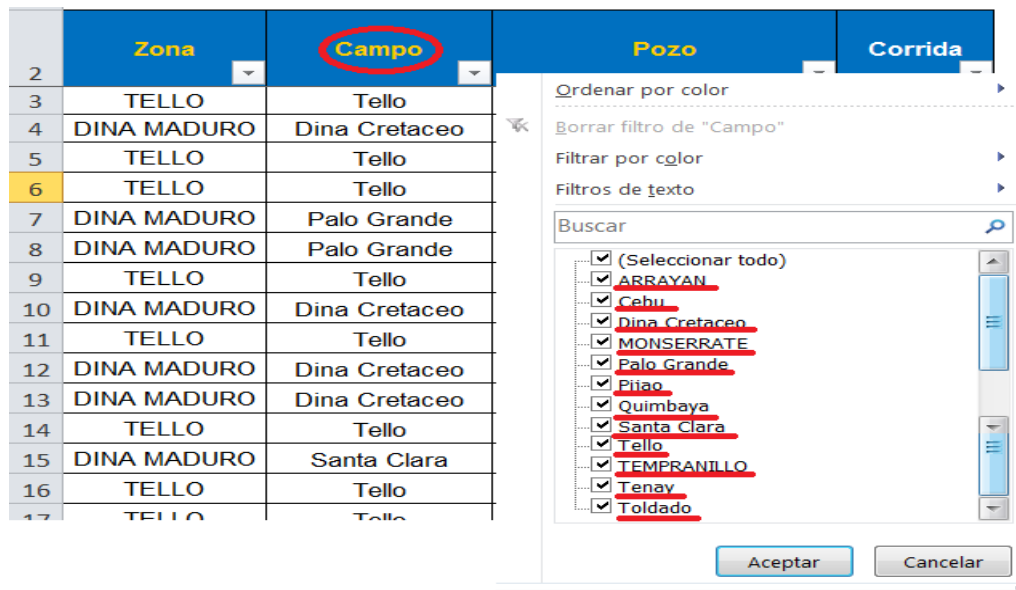 Zona Campo Pozo Corrida
2
3 TELLO Tello
4 DINA MADURO Dina Cretaceo
5 TELLO Tello
6 TELLO Tello
7 DINA MADURO Palo Grande
8 DINA MADURO Palo Grande
9 TELLO Tello
10 DINA MADURO Dina Cretaceo
11 TELLO Tello
12 DINA MADURO Dina Cretaceo
13 DINA MADURO Dina Cretaceo
14 TELLO Tello
15 DINA MADURO Santa Clara
16 TELLO Tello
17 TELLO Tello
Ordenar por color
Borrar filtro de "Campo"
Filtrar por color
Filtros de texto
Buscar
(Seleccionar todo)
ARRAYAN
Cebu
Dina Cretaceo
MONSERRATE
Palo Grande
Pijao
Quimbaya
Santa Clara
Tello
TEMPRANILLO
Tenay
Toldado
Aceptar Cancelar